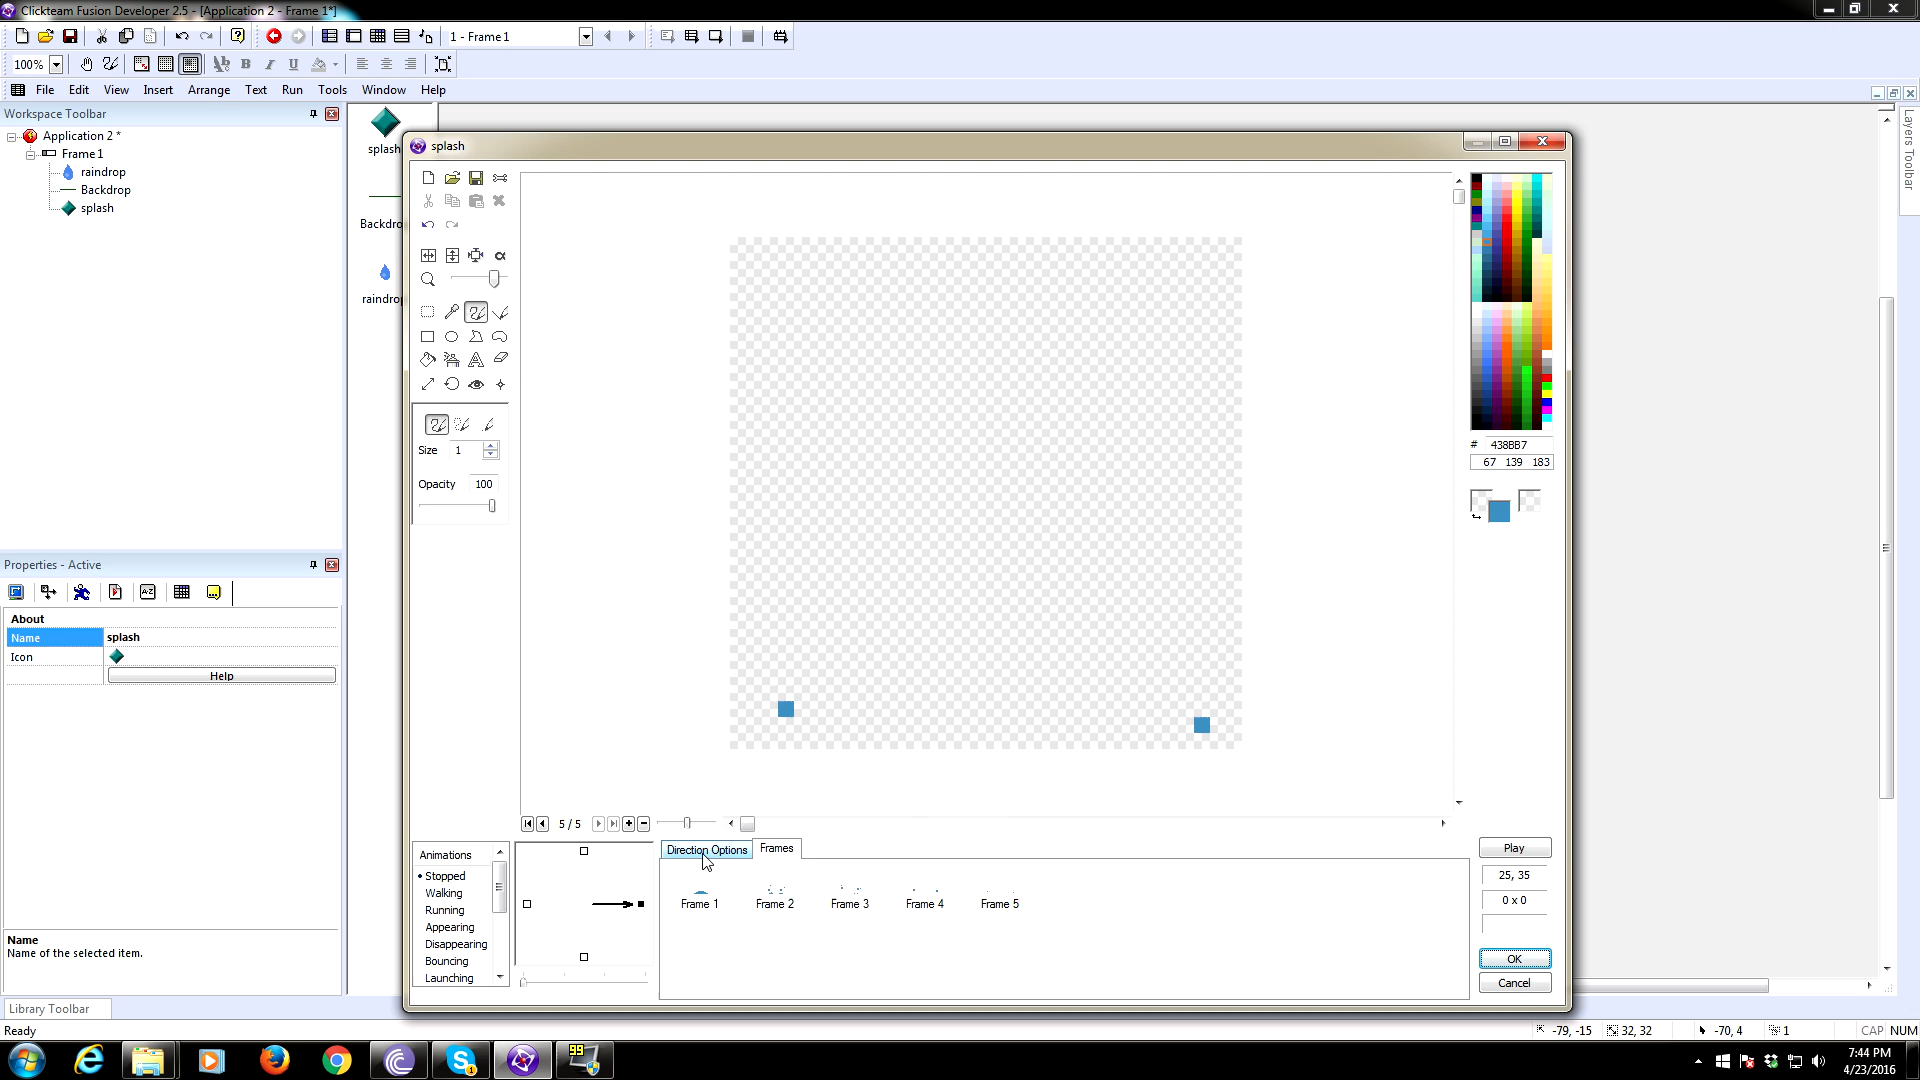 Clickteam Fusion Developer 2.5 - [Application 2 - Frame 1*]
1 - Frame 1
100%
File Edit View Insert Arrange Text Run Tools Window Help
Workspace Toolbar
Application 2 *
Frame 1
raindrop
Backdrop
splash
splash
Backdro
raindrop
Layers Toolbar
splash
Size 1
Opacity 100
# 438BB7
67 139 183
5 / 5
Direction Options Frames
Frame 1 Frame 2 Frame 3 Frame 4 Frame 5
Animations
Stopped
Walking
Running
Appearing
Disappearing
Bouncing
Launching
Play
25, 35
0 x 0
OK
Cancel
Properties - Active
About
Name splash
Icon
Help
Name
Name of the selected item.
Library Toolbar
Ready
-79, -15 32, 32 -70, 4 1 CAP NUM
99
7:44 PM
4/23/2016